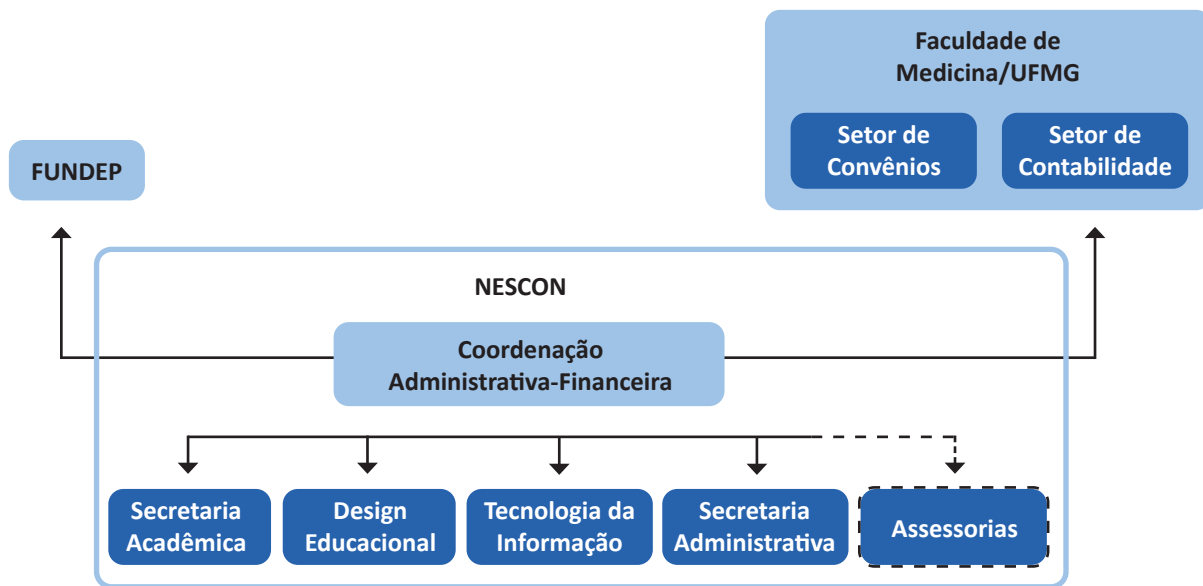 Faculdade de
Medicina/UFMG
Setor de
Convênios
Setor de
Contabilidade
FUNDEP
NESCON
Coordenação
Administrativa-Financeira
Secretaria
Acadêmica
Design
Educacional
Tecnologia da
Informação
Secretaria
Administrativa
Assessorias